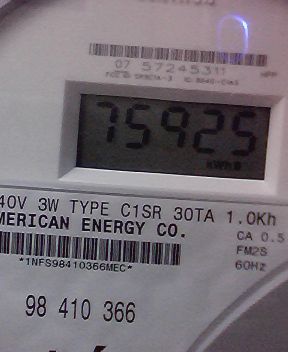 07 57245311
75925
kWh
40V 3W TYPE C1SR 30TA 1.0Kh
MERICAN ENERGY CO.
CA 0.5
*1NFS98410366MEC*
FM2S
60Hz
98 410 366